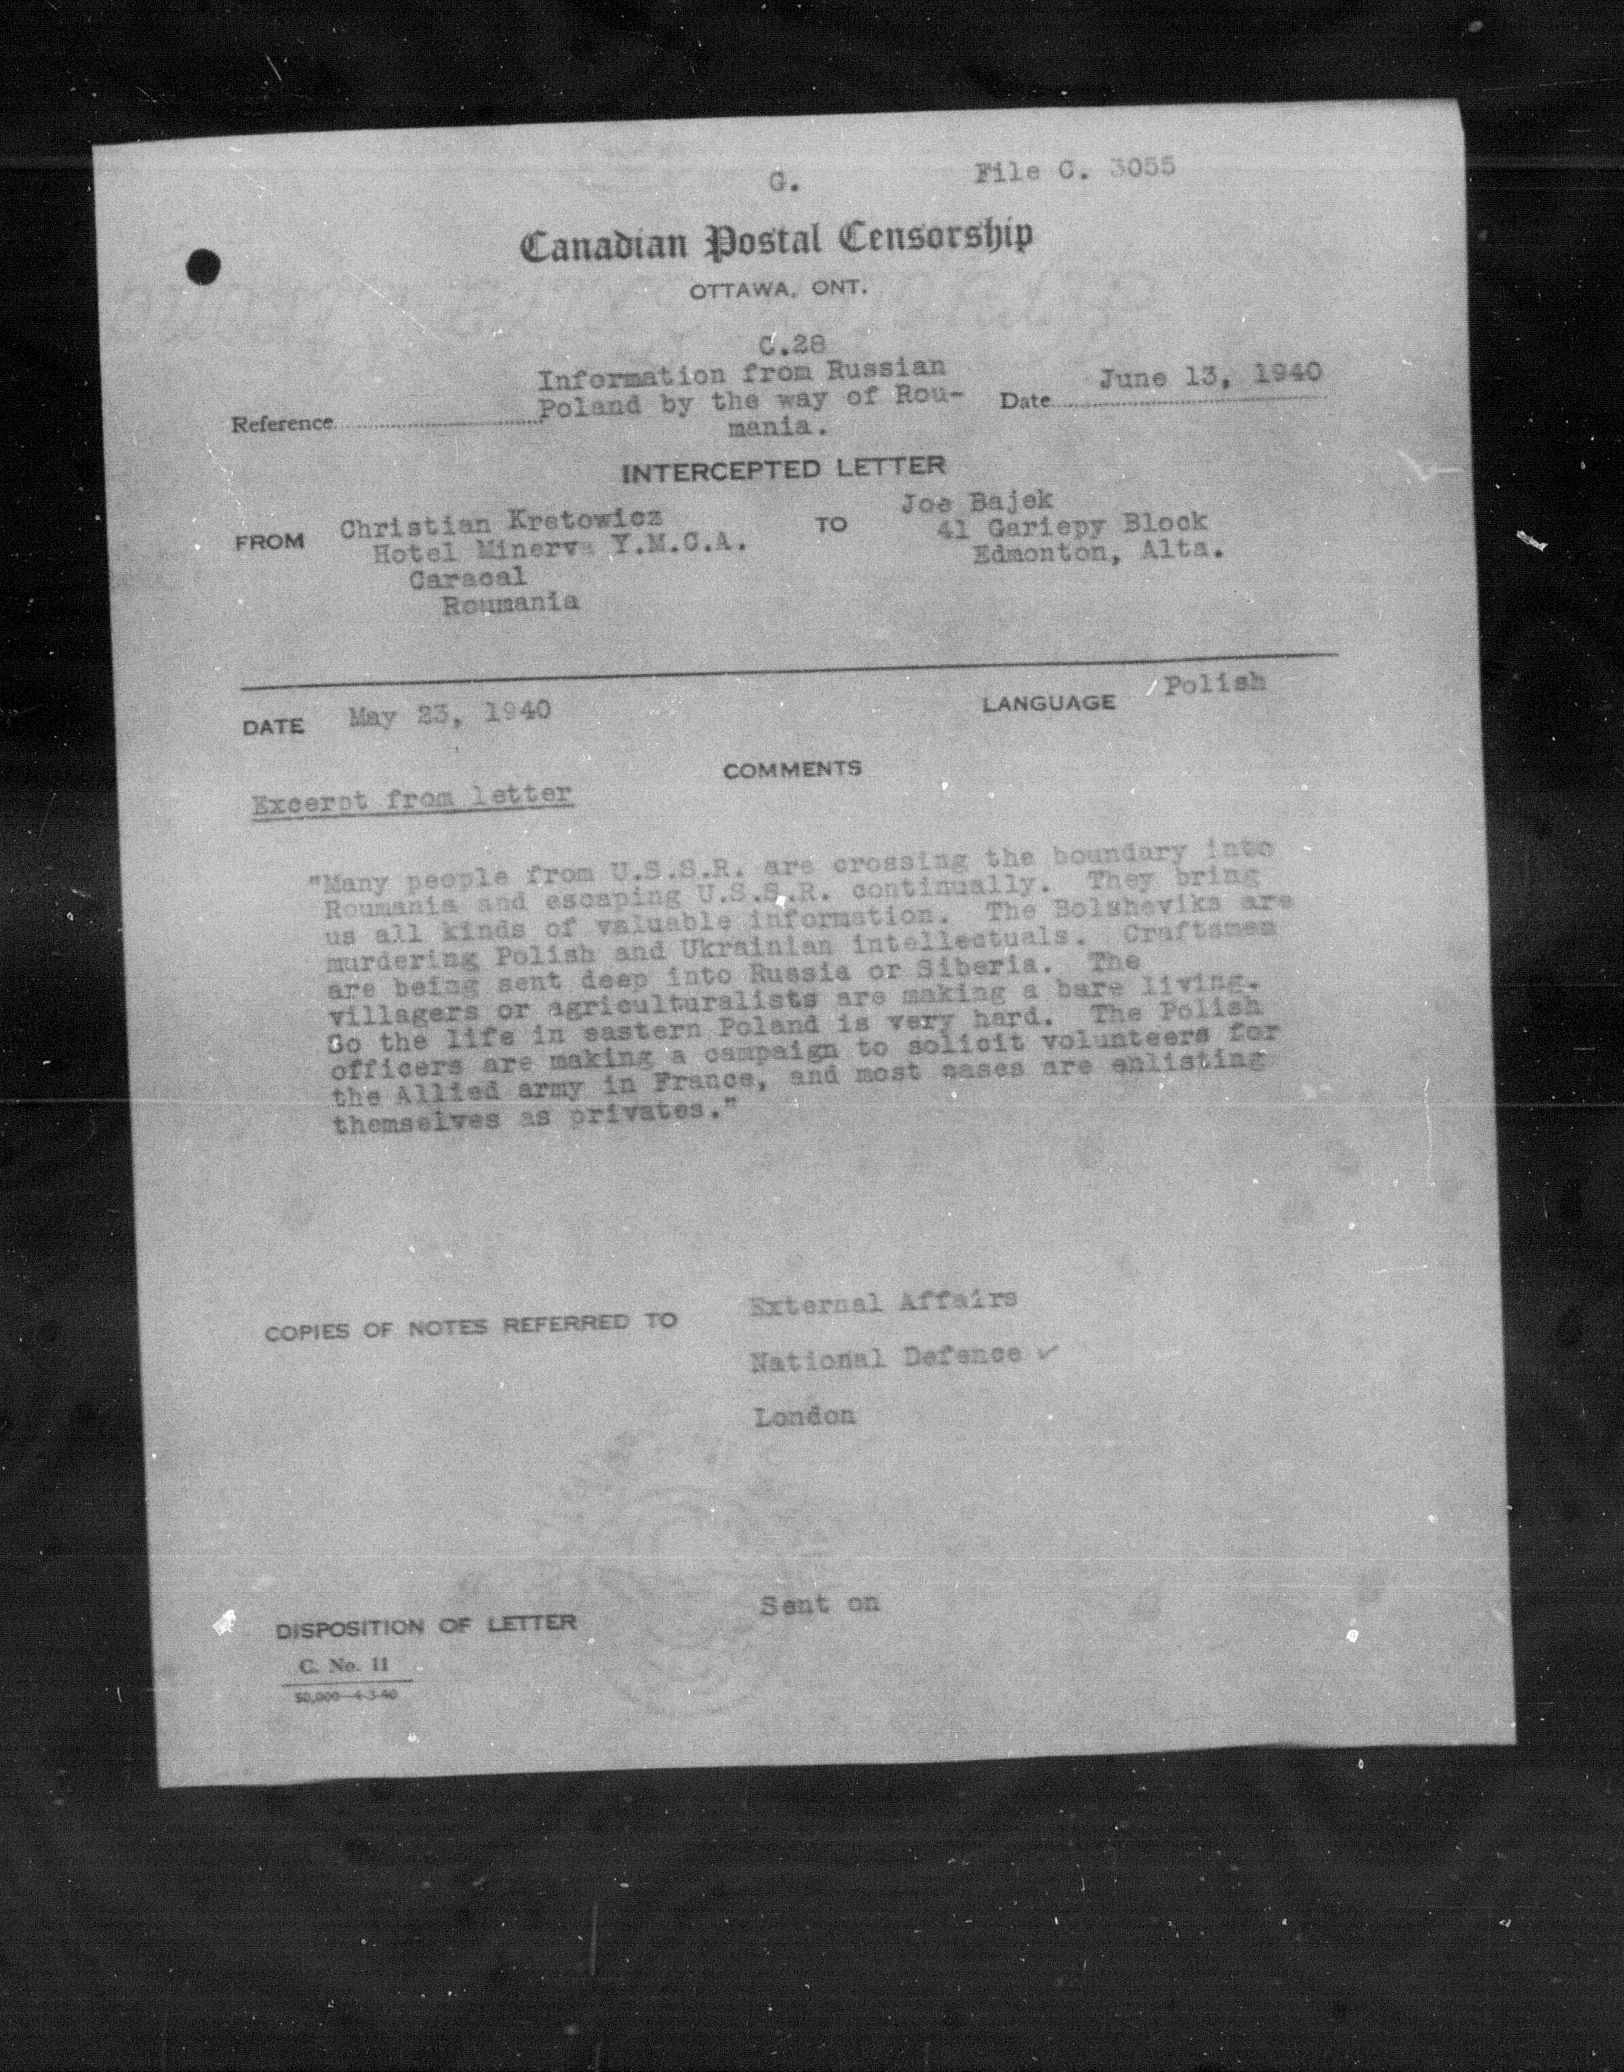 G. File C. 3055
Canadian Postal Censorship
OTTAWA, ONT.
C.28
Information from Russian
Poland by the way of Rou-
mania.
Reference
Date June 13, 1940
INTERCEPTED LETTER
FROM Christian Kretowicz
Hotel Minerva Y.M.C.A.
Caracal
Roumania
TO Joe Bajek
41 Gariepy Block
Edmonton, Alta.
DATE May 23, 1940 LANGUAGE Polish
COMMENTS
Excerpt from letter
"Many people from U.S.S.R. are crossing the boundary into
Roumania and escaping U.S.S.R. continually. They bring
us all kinds of valuable information. The Bolsheviks are
murdering Polish and Ukrainian intellectuals. Craftsmen
are being sent deep into Russia or Siberia. The
villagers or agriculturalists are making a bare living.
So the life in eastern Poland is very hard. The Polish
officers are making a campaign to solicit volunteers for
the Allied army in France, and most cases are enlisting
themselves as privates."
COPIES OF NOTES REFERRED TO External Affairs
National Defence ✓
London
DISPOSITION OF LETTER Sent on
C. No. 11
50,000—4-3-40